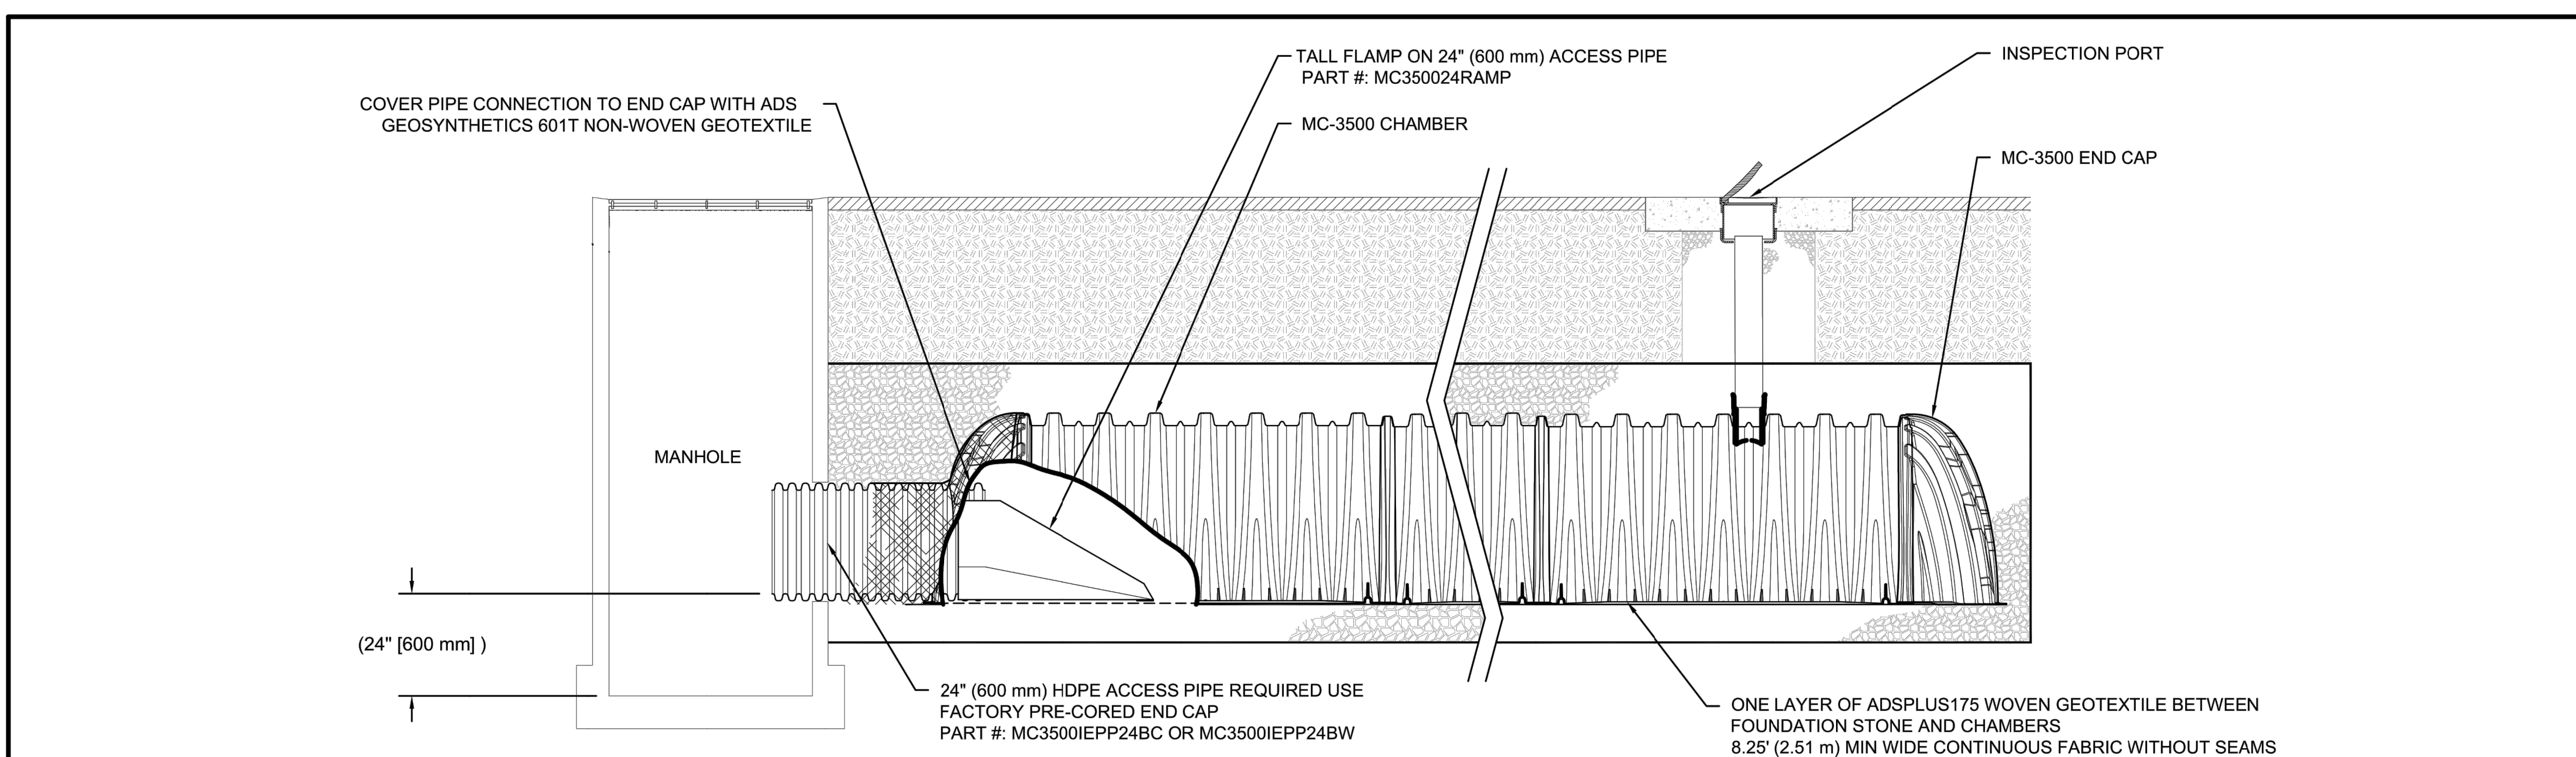 TALL FLAMP ON 24" (600 mm) ACCESS PIPE
PART #: MC350024RAMP
INSPECTION PORT
COVER PIPE CONNECTION TO END CAP WITH ADS
GEOSYNTHETICS 601T NON-WOVEN GEOTEXTILE
MC-3500 CHAMBER
MC-3500 END CAP
MANHOLE
(24" [600 mm] )
24" (600 mm) HDPE ACCESS PIPE REQUIRED USE
FACTORY PRE-CORED END CAP
PART #: MC3500IEPP24BC OR MC3500IEPP24BW
ONE LAYER OF ADSPLUS175 WOVEN GEOTEXTILE BETWEEN
FOUNDATION STONE AND CHAMBERS
8.25' (2.51 m) MIN WIDE CONTINUOUS FABRIC WITHOUT SEAMS